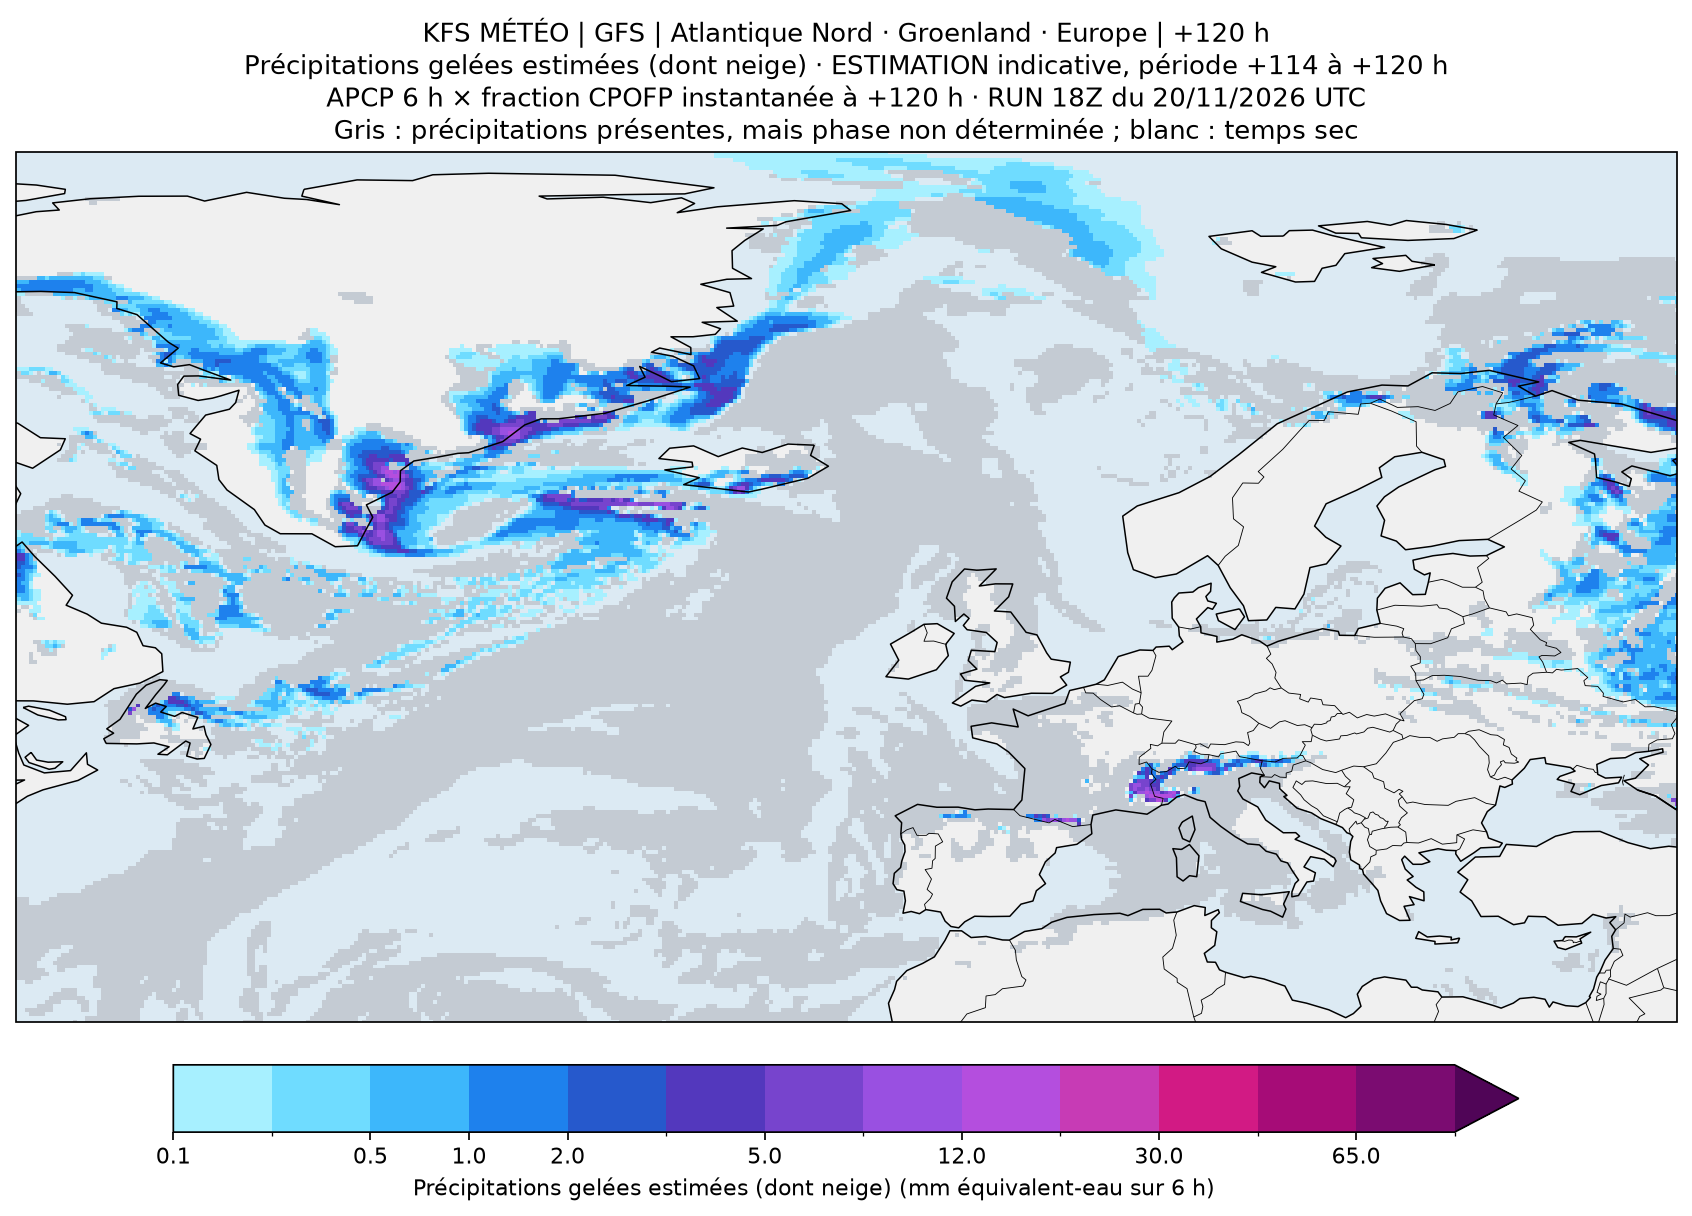 KFS MÉTÉO | GFS | Atlantique Nord · Groenland · Europe | +120 h
Précipitations gelées estimées (dont neige) · ESTIMATION indicative, période +114 à +120 h
APCP 6 h × fraction CPOFP instantanée à +120 h · RUN 18Z du 20/11/2026 UTC
Gris : précipitations présentes, mais phase non déterminée ; blanc : temps sec
0.1 0.5 1.0 2.0 5.0 12.0 30.0 65.0
Précipitations gelées estimées (dont neige) (mm équivalent-eau sur 6 h)